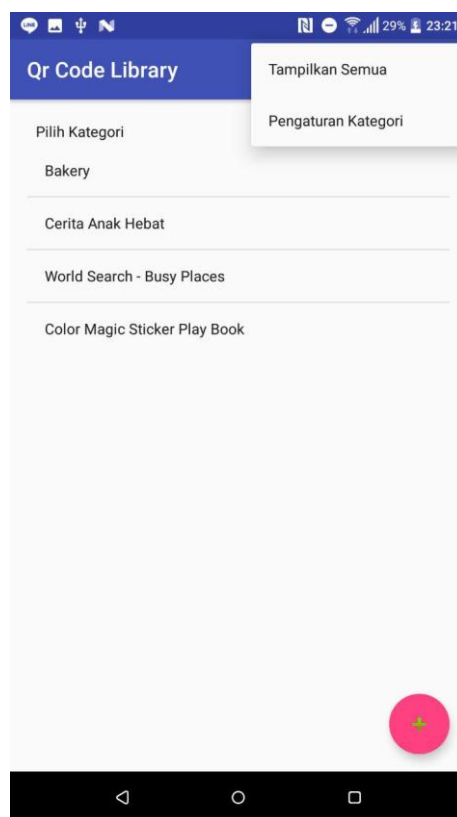 29% 23:21
Qr Code Library
Tampilkan Semua
Pengaturan Kategori
Pilih Kategori
Bakery
Cerita Anak Hebat
World Search - Busy Places
Color Magic Sticker Play Book